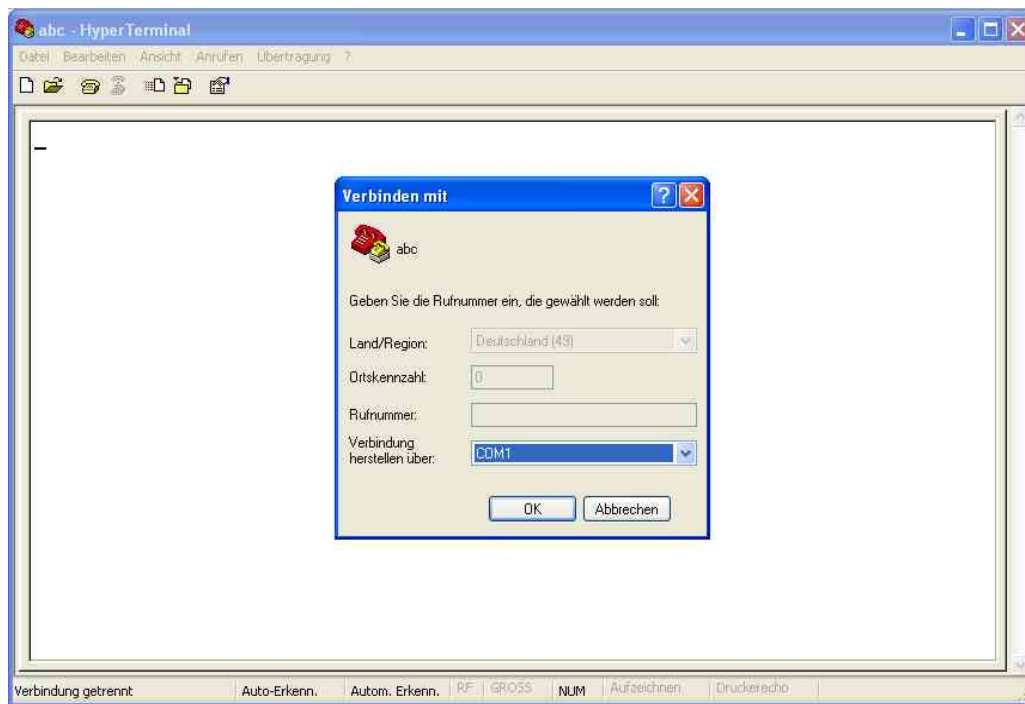 abc - HyperTerminal
Datei Bearbeiten Ansicht Anrufen Übertragung ?
Verbinden mit
abc
Geben Sie die Rufnummer ein, die gewählt werden soll:
Land/Region: Deutschland (49)
Ortskennzahl: 0
Rufnummer:
Verbindung
herstellen über: COM1
OK Abbrechen
Verbindung getrennt Auto-Erkenn. Autom. Erkenn. RF GROSS NUM Aufzeichnen Druckerecho